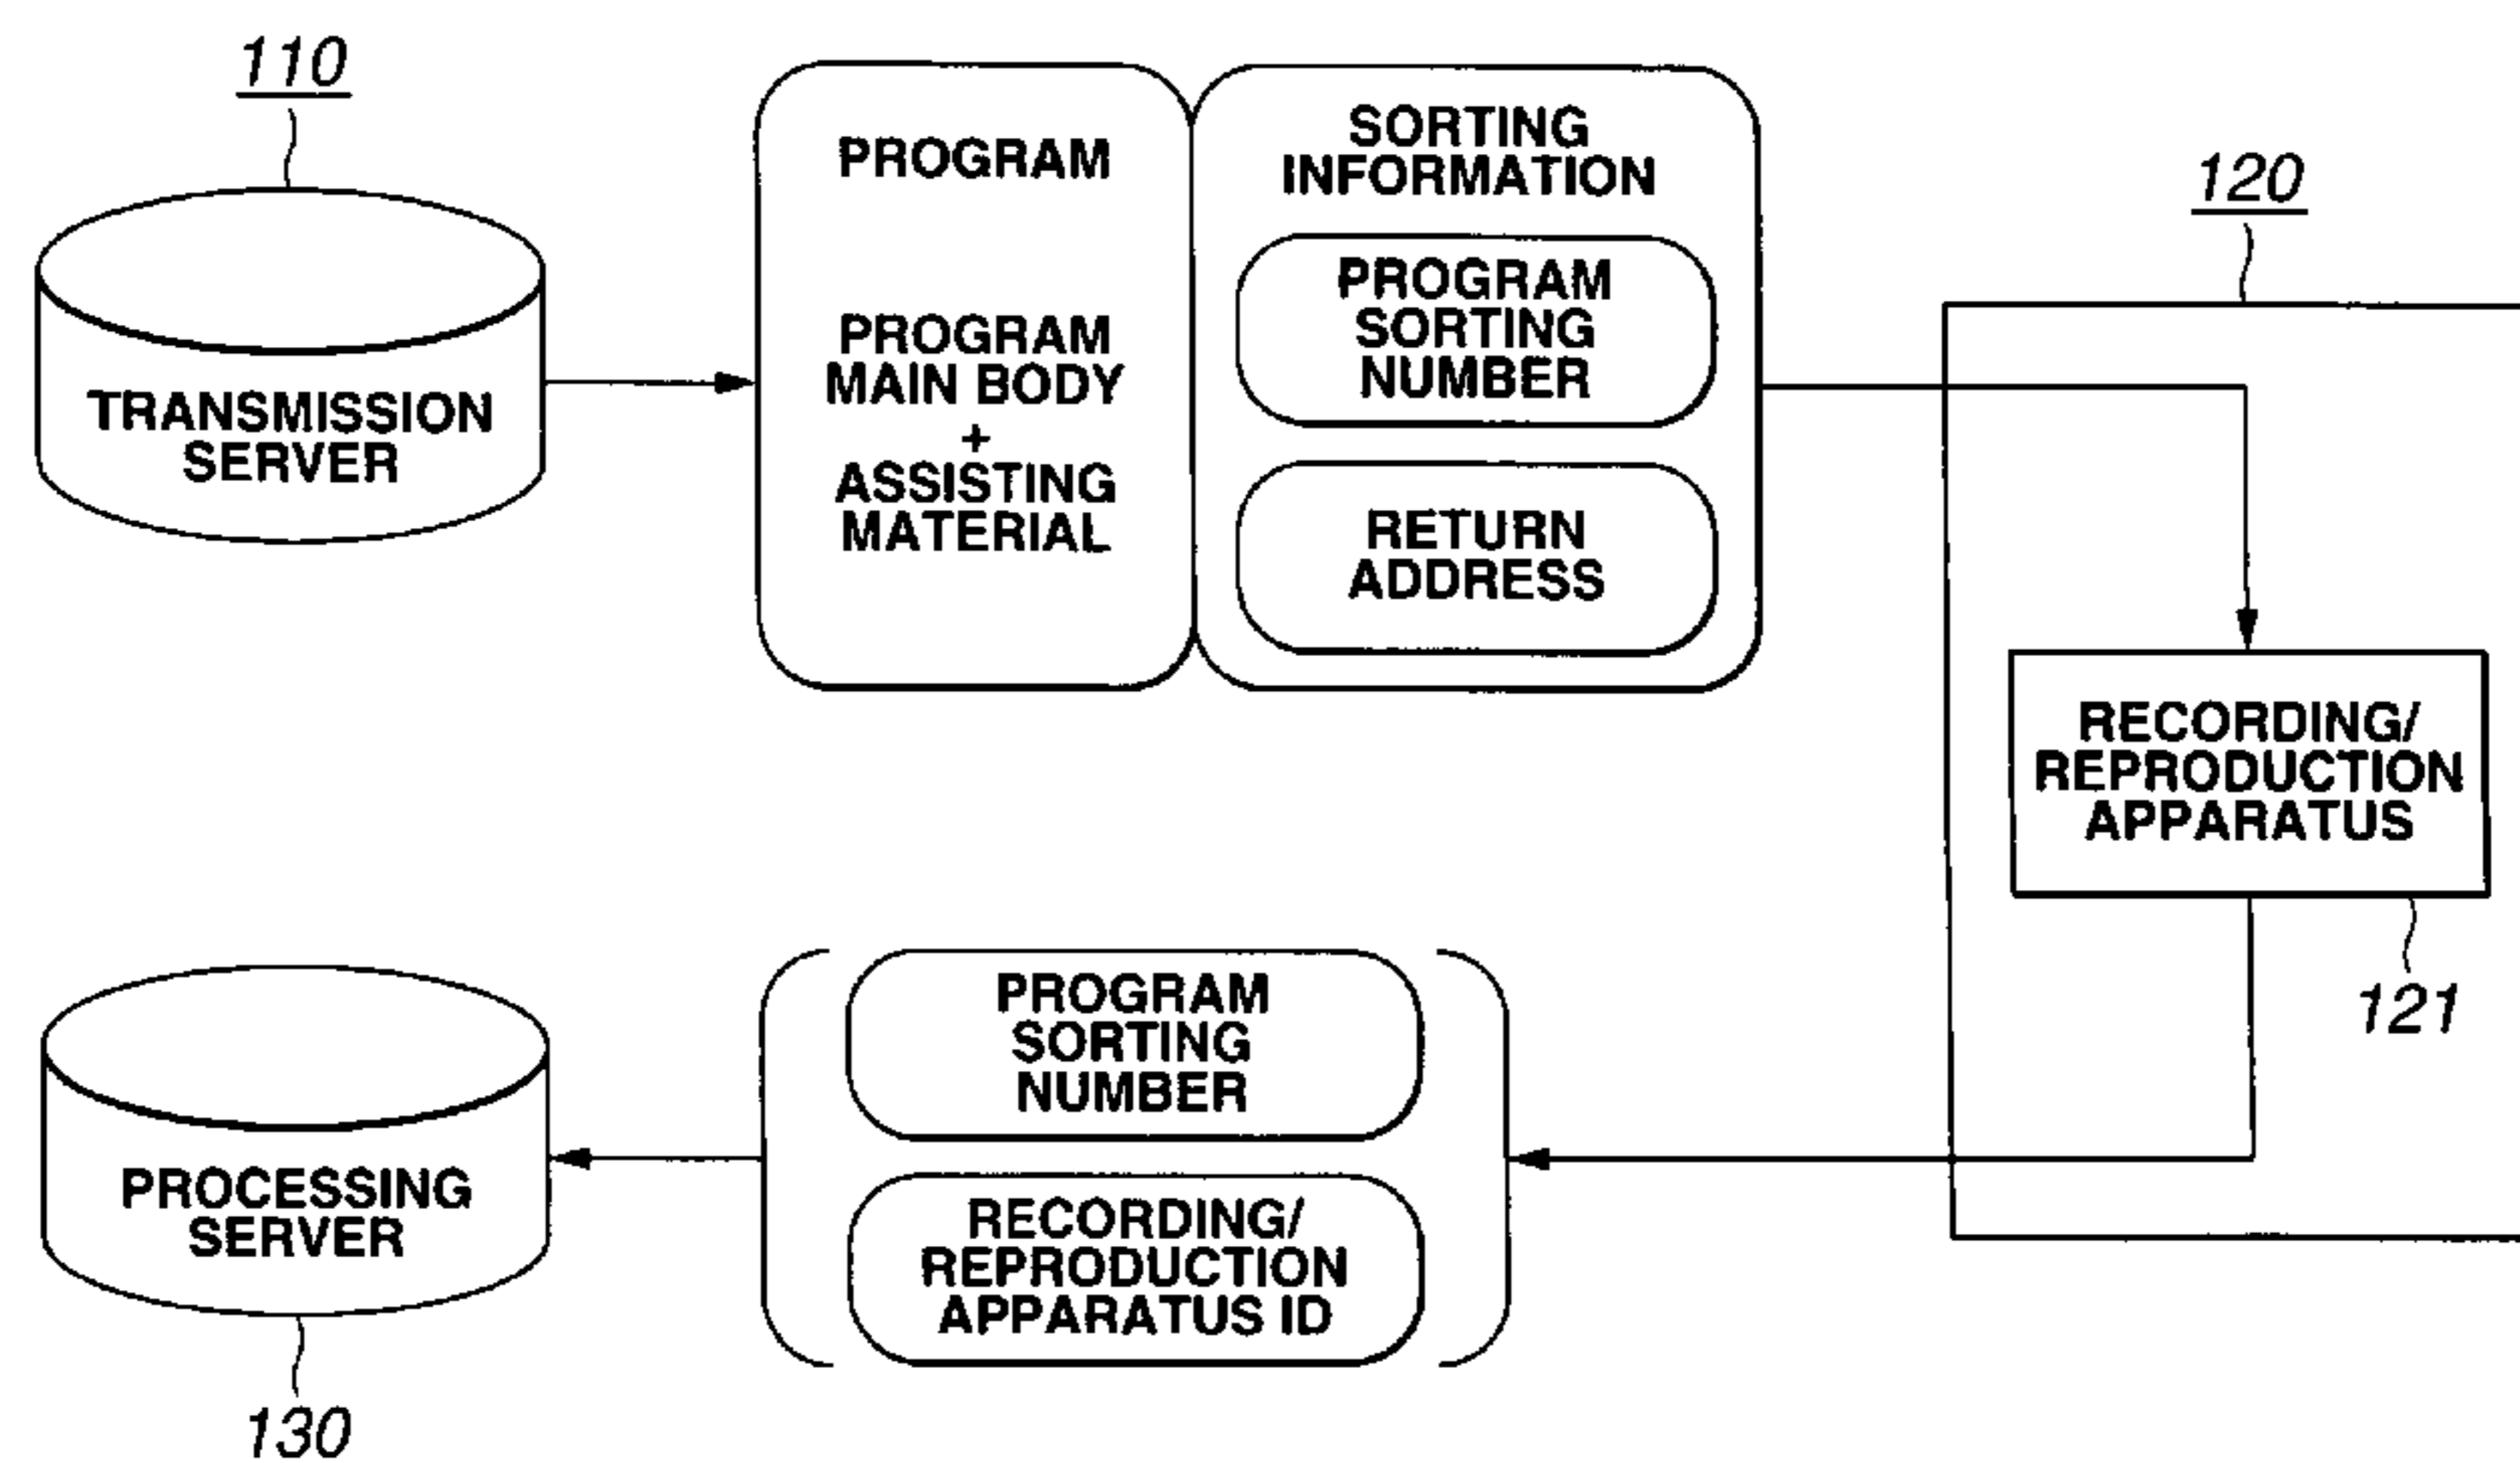 110
TRANSMISSION
SERVER
PROGRAM
PROGRAM
MAIN BODY
+
ASSISTING
MATERIAL
SORTING
INFORMATION
PROGRAM
SORTING
NUMBER
RETURN
ADDRESS
120
RECORDING/
REPRODUCTION
APPARATUS
121
PROGRAM
SORTING
NUMBER
RECORDING/
REPRODUCTION
APPARATUS ID
PROCESSING
SERVER
130